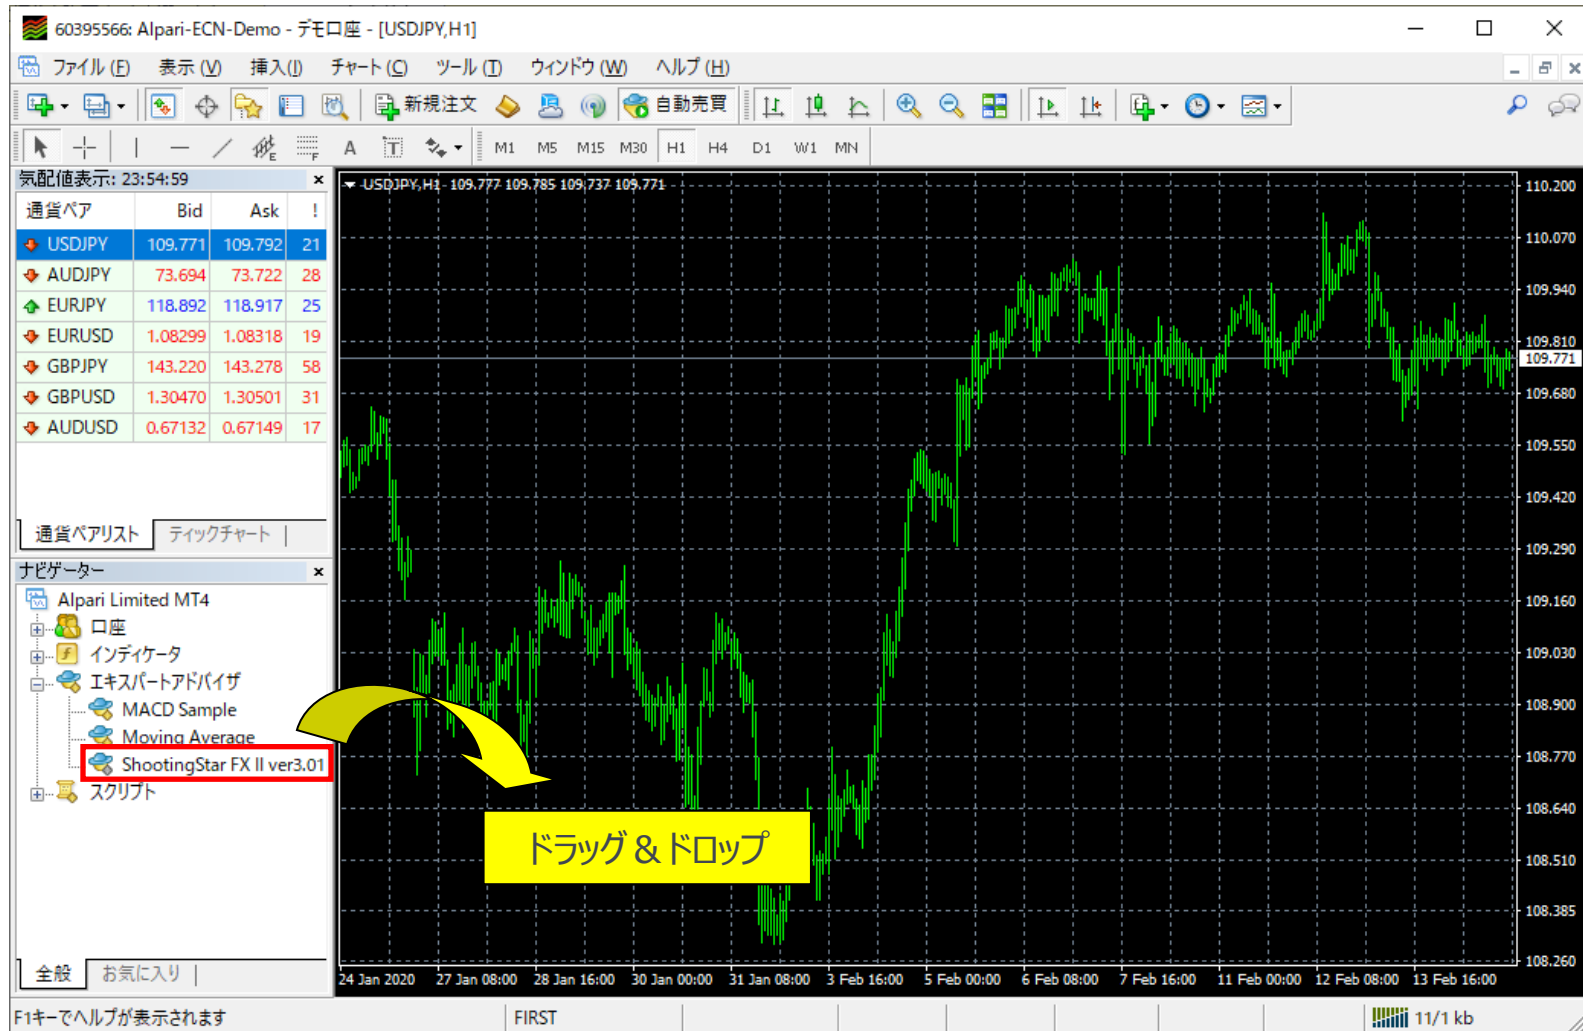 60395566: Alpari-ECN-Demo - デモ口座 - [USDJPY,H1]
ファイル (F) 表示 (V) 挿入(I) チャート (C) ツール (T) ウィンドウ (W) ヘルプ (H)
新規注文 自動売買
E F A T M1 M5 M15 M30 H1 H4 D1 W1 MN
気配値表示: 23:54:59
通貨ペア Bid Ask !
USDJPY 109.771 109.792 21
AUDJPY 73.694 73.722 28
EURJPY 118.892 118.917 25
EURUSD 1.08299 1.08318 19
GBPJPY 143.220 143.278 58
GBPUSD 1.30470 1.30501 31
AUDUSD 0.67132 0.67149 17
通貨ペアリスト ティックチャート
ナビゲーター
Alpari Limited MT4
口座
インディケータ
エキスパートアドバイザ
MACD Sample
Moving Average
ShootingStar FX II ver3.01
スクリプト
全般 お気に入り
USDJPY,H1 109.777 109.785 109.737 109.771
ドラッグ＆ドロップ
110.200
110.070
109.940
109.810
109.771
109.680
109.550
109.420
109.290
109.160
109.030
108.900
108.770
108.640
108.510
108.385
108.260
24 Jan 2020 27 Jan 08:00 28 Jan 16:00 30 Jan 00:00 31 Jan 08:00 3 Feb 16:00 5 Feb 00:00 6 Feb 08:00 7 Feb 16:00 11 Feb 00:00 12 Feb 08:00 13 Feb 16:00
F1キーでヘルプが表示されます FIRST 11/1 kb